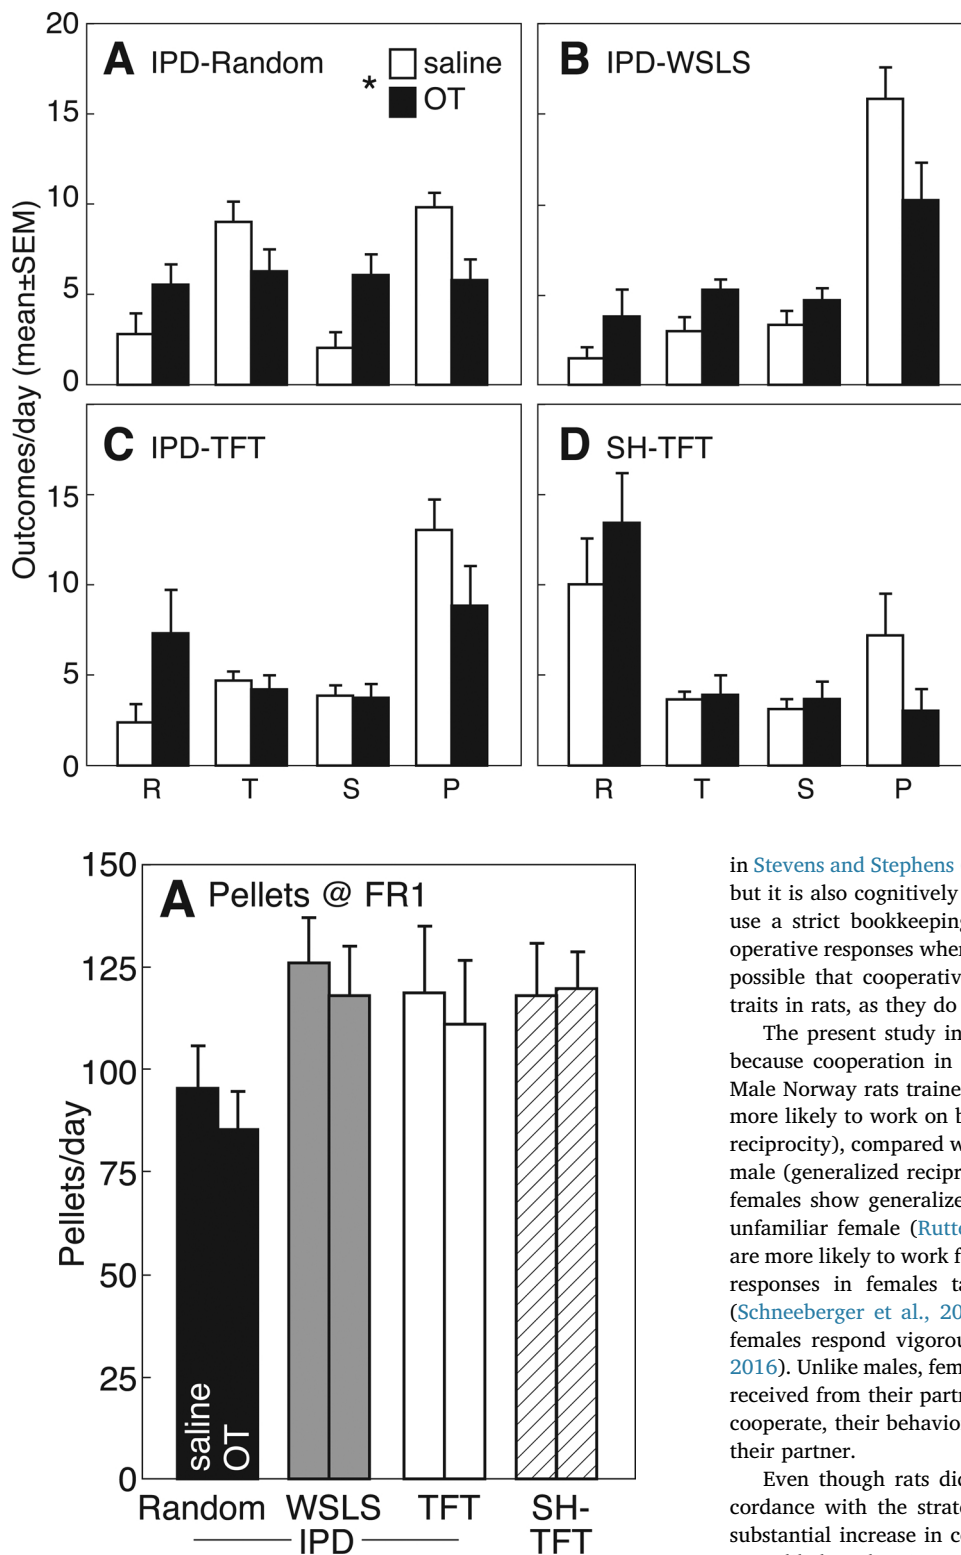 20
15
10
5
0
Outcomes/day (mean±SEM)
A IPD-Random
* saline
OT
B IPD-WSLS
C IPD-TFT
15
10
5
0
R T S P
D SH-TFT
R T S P
150
125
100
75
50
25
0
Pellets/day
A Pellets @ FR1
saline
OT
Random WSLS TFT SH-
TFT
IPD
in Stevens and Stephens
but it is also cognitively
use a strict bookkeeping
operative responses when
possible that cooperativ
traits in rats, as they do
The present study in
because cooperation in
Male Norway rats traine
more likely to work on b
reciprocity), compared w
male (generalized recipr
females show generalize
unfamiliar female (Rutte
are more likely to work f
responses in females ta
(Schneeberger et al., 20
females respond vigorou
2016). Unlike males, fem
received from their partn
cooperate, their behavio
their partner.
Even though rats did
cordance with the strate
substantial increase in c